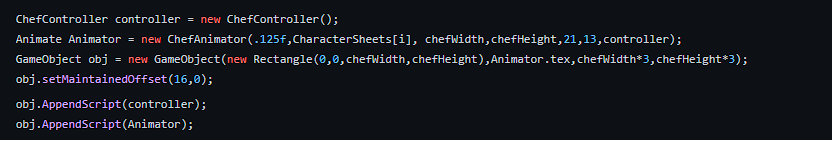 ChefController controller = new ChefController();
Animate Animator = new ChefAnimator(.125f,CharacterSheets[i], chefWidth,chefHeight,21,13,controller);
GameObject obj = new GameObject(new Rectangle(0,0,chefWidth,chefHeight),Animator.tex,chefWidth*3,chefHeight*3);
obj.setMaintainedOffset(16,0);
obj.AppendScript(controller);
obj.AppendScript(Animator);